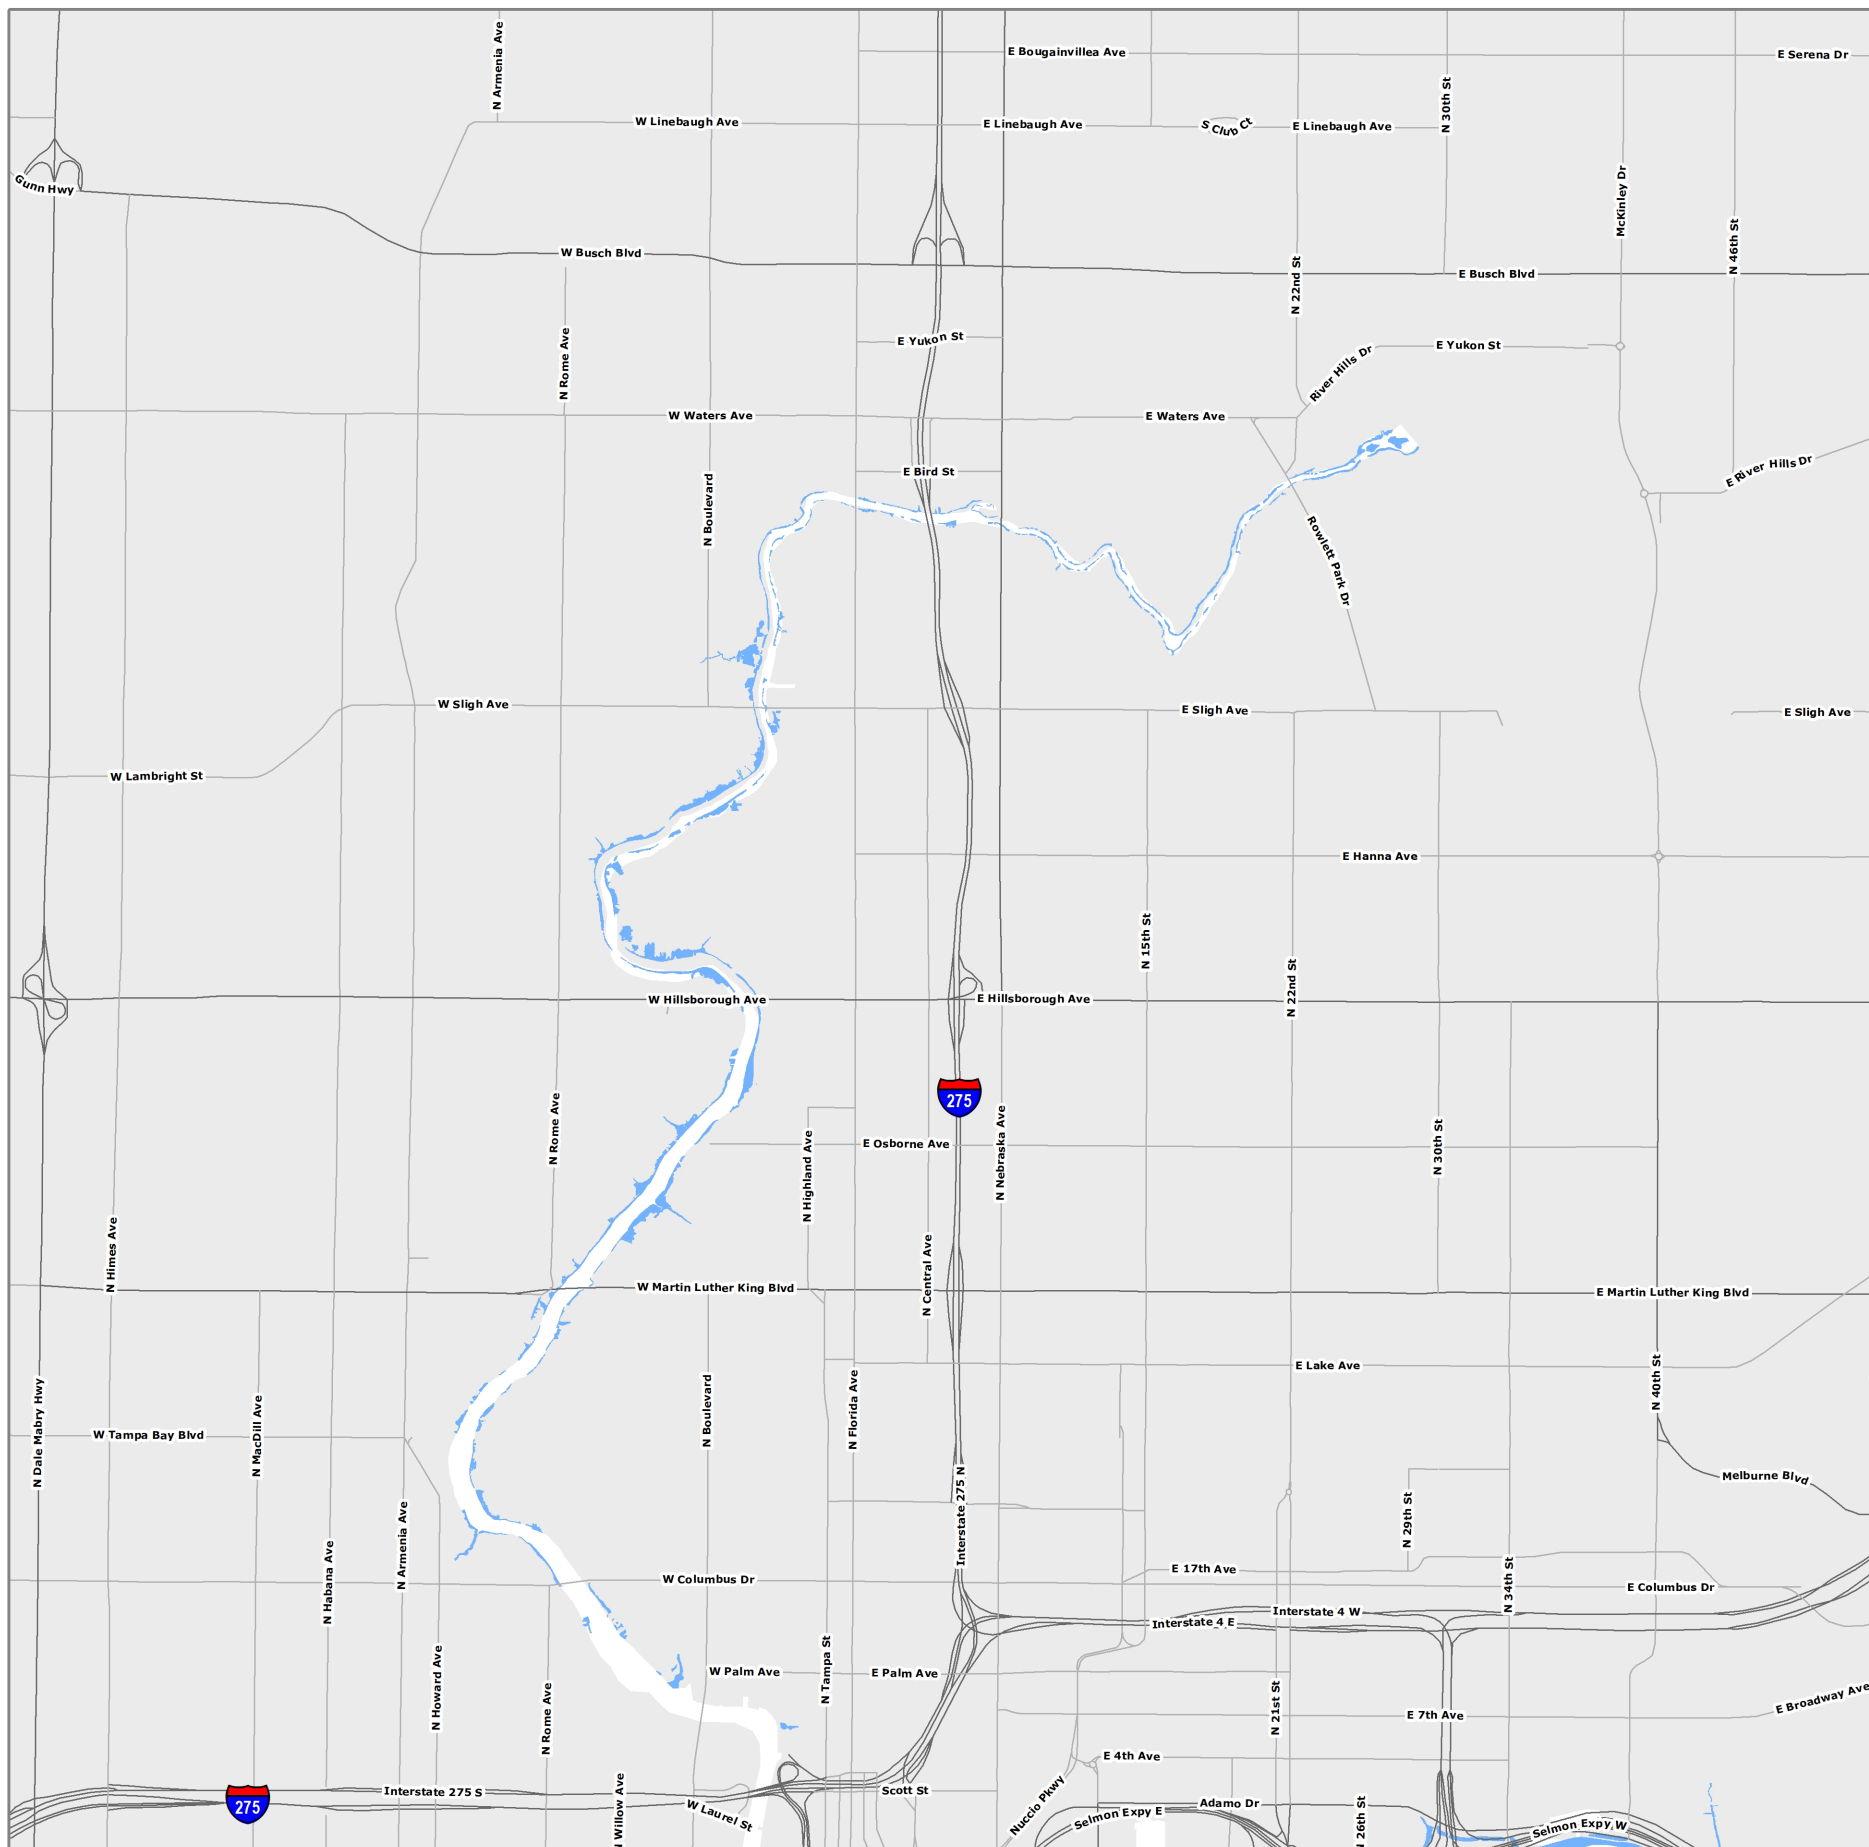 N Armenia Ave
E Bougainvillea Ave
E Serena Dr
N 30th St
W Linebaugh Ave
E Linebaugh Ave
S Club Ct
E Linebaugh Ave
Gunn Hwy
McKinley Dr
N 46th St
W Busch Blvd
N 22nd St
E Busch Blvd
E Yukon St
N Rome Ave
River Hills Dr
E Yukon St
W Waters Ave
E Waters Ave
E Bird St
E River Hills Dr
N Boulevard
Rowlett Park Dr
W Sligh Ave
E Sligh Ave
E Sligh Ave
W Lambright St
E Hanna Ave
N 15th St
N 22nd St
W Hillsborough Ave
E Hillsborough Ave
275
N Rome Ave
N Highland Ave
E Osborne Ave
N Nebraska Ave
N 30th St
N Himes Ave
N Central Ave
W Martin Luther King Blvd
E Martin Luther King Blvd
E Lake Ave
N 40th St
N Dale Mabry Hwy
W Tampa Bay Blvd
N MacDill Ave
N Boulevard
N Florida Ave
Melburne Blvd
Interstate 275 N
N 29th St
N Armenia Ave
N Habana Ave
E 17th Ave
W Columbus Dr
N 34th St
E Columbus Dr
Interstate 4 W
Interstate 4 E
N Howard Ave
N Tampa St
W Palm Ave
E Palm Ave
N Rome Ave
N 21st St
E 7th Ave
E Broadway Ave
E 4th Ave
Interstate 275 S
275
Scott St
N Willow Ave
W Laurel St
Nuccio Pkwy
Adamo Dr
Selmon Expy E
N 26th St
Selmon Expy W